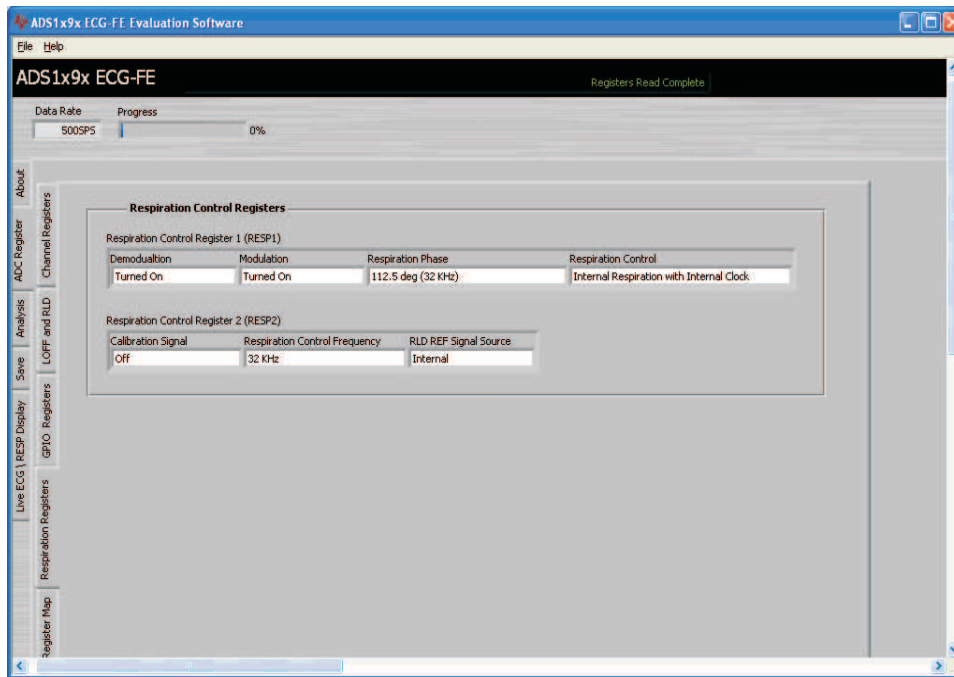 ADS1x9x ECG-FE Evaluation Software
File Help
ADS1x9x ECG-FE
Registers Read Complete
Data Rate Progress
500SPS 0%
About
ADC Register
Analysis
Save
Live ECG \ RESP Display
Channel Registers
LOFF and RLD
GPIO Registers
Respiration Registers
Register Map
Respiration Control Registers
Respiration Control Register 1 (RESP1)
Demodualtion Modulation Respiration Phase Respiration Control
Turned On Turned On 112.5 deg (32 KHz) Internal Respiration with Internal Clock
Respiration Control Register 2 (RESP2)
Calibration Signal Respiration Control Frequency RLD REF Signal Source
Off 32 KHz Internal